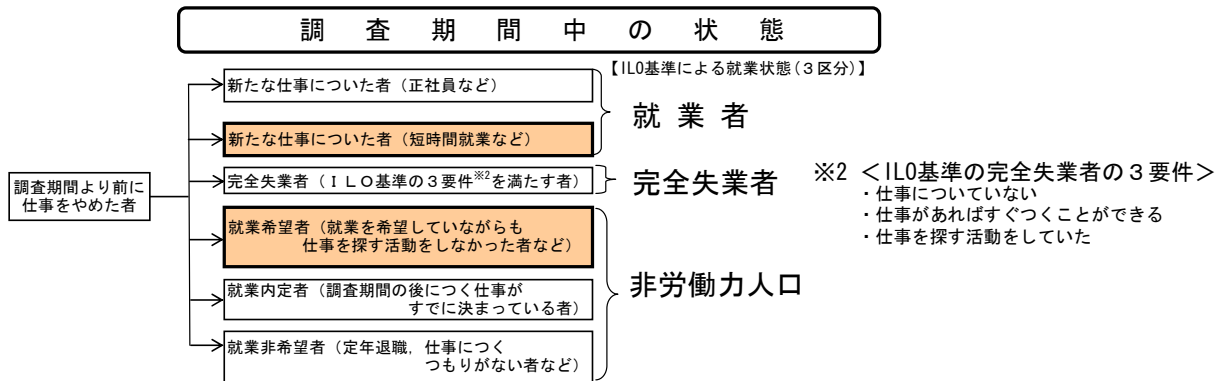 調査期間中の状態
【ILO基準による就業状態(3区分)】
新たな仕事についた者(正社員など)
就業者
新たな仕事についた者(短時間就業など)
調査期間より前に
仕事をやめた者
完全失業者(ILO基準の3要件※2を満たす者)
完全失業者
※2 <ILO基準の完全失業者の3要件>
・仕事についていない
・仕事があればすぐつくことができる
・仕事を探す活動をしていた
就業希望者(就業を希望していながらも
仕事を探す活動をしなかった者など)
非労働力人口
就業内定者(調査期間の後につく仕事が
すでに決まっている者)
就業非希望者(定年退職,仕事につく
つもりがない者など)